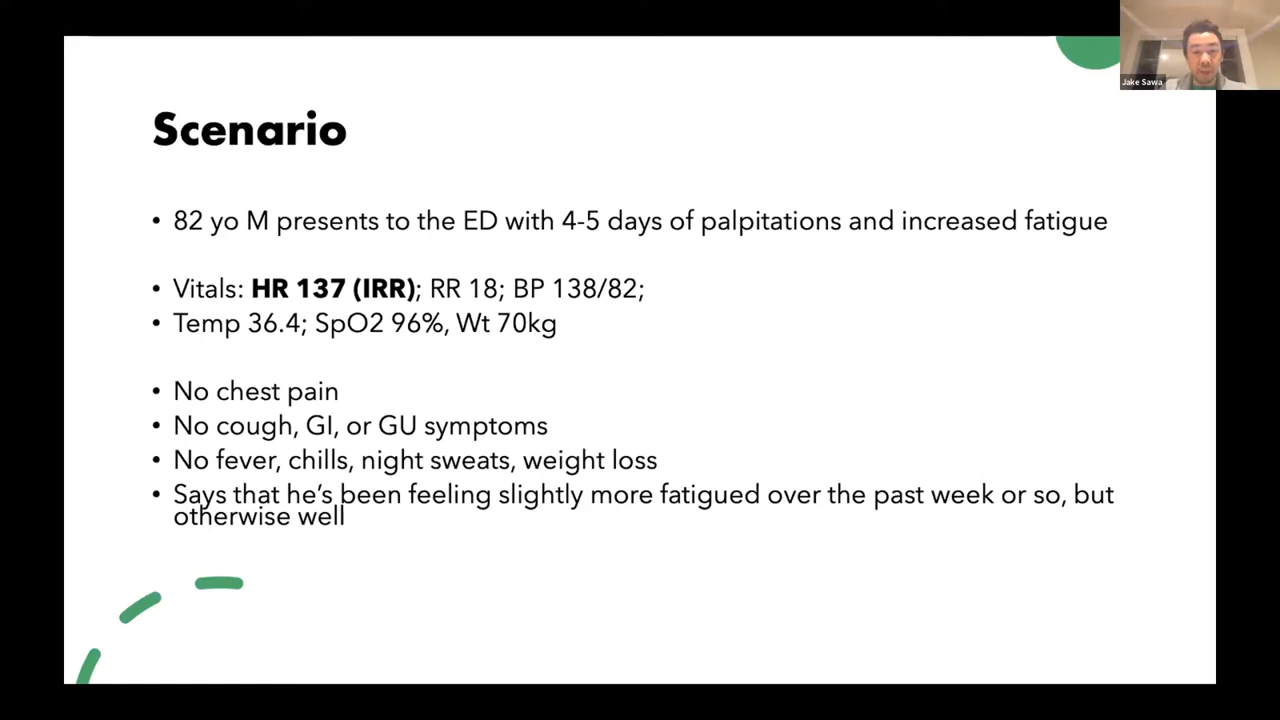 Jake Sawa
Scenario
• 82 yo M presents to the ED with 4-5 days of palpitations and increased fatigue
• Vitals: HR 137 (IRR); RR 18; BP 138/82;
• Temp 36.4; SpO2 96%, Wt 70kg
• No chest pain
• No cough, GI, or GU symptoms
• No fever, chills, night sweats, weight loss
• Says that he's been feeling slightly more fatigued over the past week or so, but
otherwise well